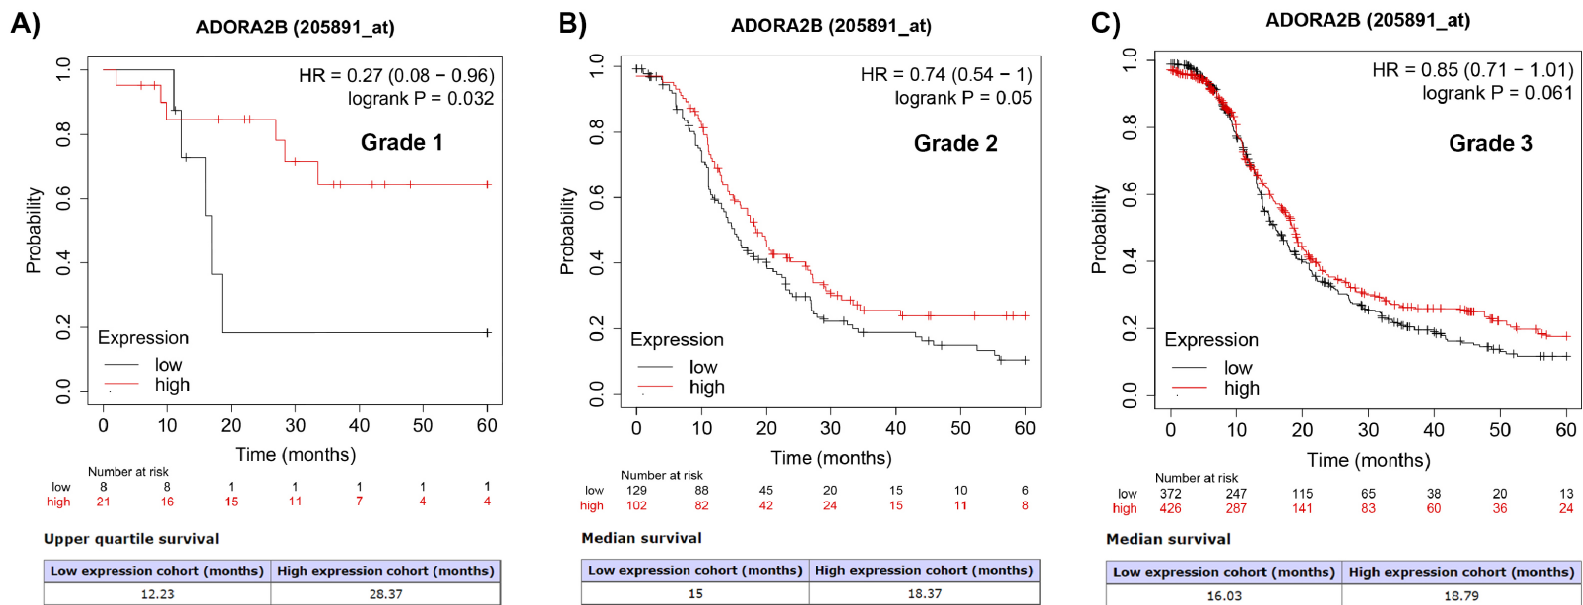 A)
ADORA2B (205891_at)
HR = 0.27 (0.08 − 0.96)
logrank P = 0.032
Grade 1
Probability
1.0
0.8
0.6
0.4
0.2
0.0
Expression
low
high
0 10 20 30 40 50 60
Time (months)
Number at risk
low 8 8 1 1 1 1 1
high 21 16 15 11 7 4 4
Upper quartile survival
Low expression cohort (months) High expression cohort (months)
12.23 28.37
B)
ADORA2B (205891_at)
HR = 0.74 (0.54 − 1)
logrank P = 0.05
Grade 2
Probability
1.0
0.8
0.6
0.4
0.2
0.0
Expression
low
high
0 10 20 30 40 50 60
Time (months)
Number at risk
low 129 88 45 20 15 10 6
high 102 82 42 24 15 11 8
Median survival
Low expression cohort (months) High expression cohort (months)
15 18.37
C)
ADORA2B (205891_at)
HR = 0.85 (0.71 − 1.01)
logrank P = 0.061
Grade 3
Probability
1.0
0.8
0.6
0.4
0.2
0.0
Expression
low
high
0 10 20 30 40 50 60
Time (months)
Number at risk
low 372 247 115 65 38 20 13
high 426 287 141 83 60 36 24
Median survival
Low expression cohort (months) High expression cohort (months)
16.03 18.79